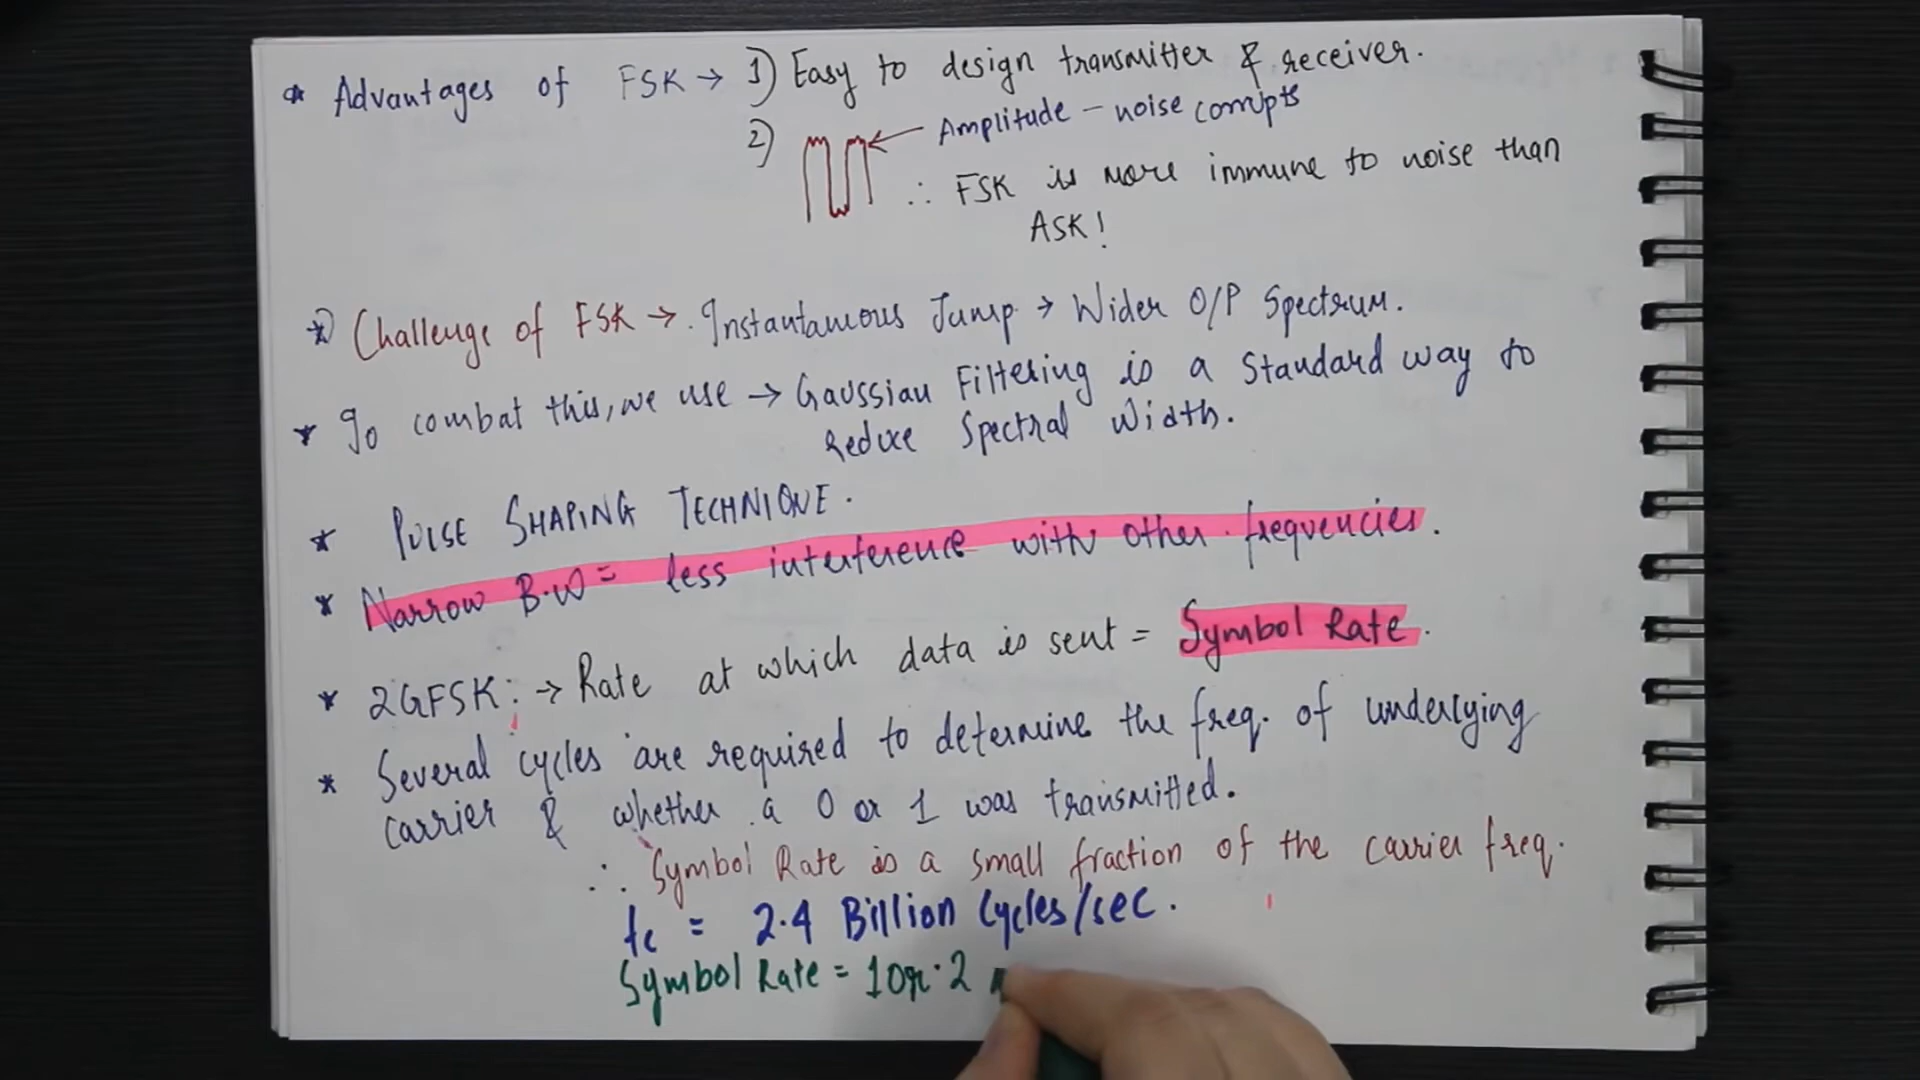 * Advantages of FSK → 1) Easy to design transmitter & receiver.
2) Amplitude - noise corrupts
∴ FSK is more immune to noise than
ASK!
* Challenge of FSK → Instantaneous Jump → Wider O/P Spectrum.
* To combat this, we use → Gaussian Filtering is a Standard way to
reduce Spectral Width.
* PULSE SHAPING TECHNIQUE.
* Narrow B.W = less interference with other frequencies.
* 2GFSK: → Rate at which data is sent = Symbol Rate.
* Several cycles are required to determine the freq. of underlying
carrier & whether a 0 or 1 was transmitted.
∴ Symbol Rate is a small fraction of the carrier freq.
fc = 2.4 Billion Cycles/sec.
Symbol Rate = 1 or 2